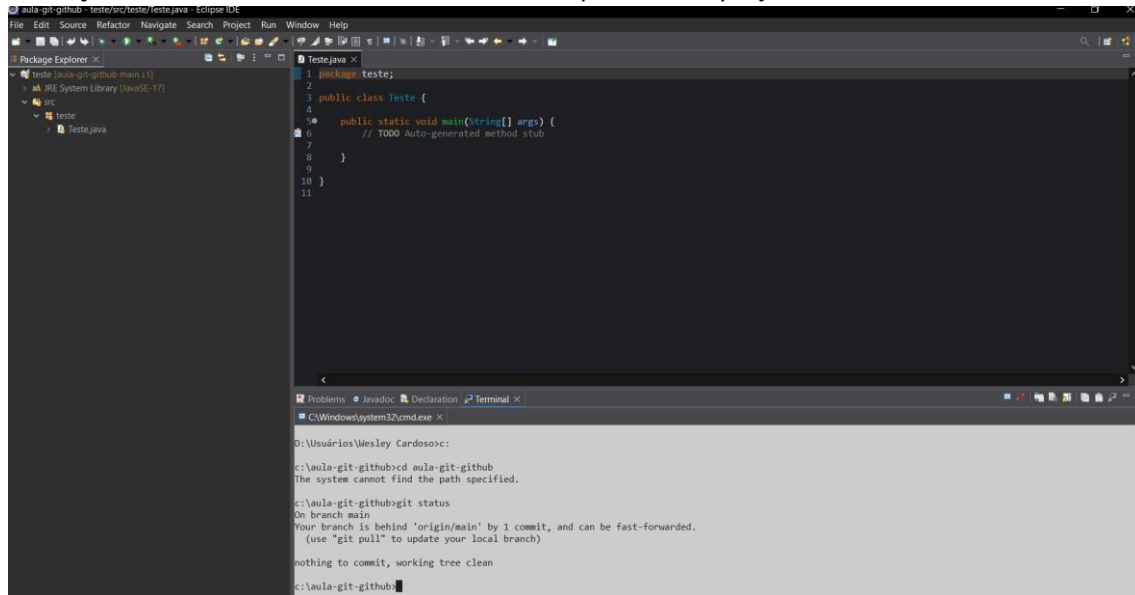 aula-git-github - teste/src/teste/Teste.java - Eclipse IDE
File Edit Source Refactor Navigate Search Project Run Window Help
Package Explorer
Teste.java
teste [aula-git-github main ↓1]
JRE System Library [JavaSE-17]
src
teste
Teste.java
1 package teste;
2
3 public class Teste {
4
5 public static void main(String[] args) {
6 // TODO Auto-generated method stub
7
8 }
9
10 }
11
Problems Javadoc Declaration Terminal
C:\Windows\system32\cmd.exe
D:\Usuários\Wesley Cardoso>c:
c:\aula-git-github>cd aula-git-github
The system cannot find the path specified.
c:\aula-git-github>git status
On branch main
Your branch is behind 'origin/main' by 1 commit, and can be fast-forwarded.
(use "git pull" to update your local branch)
nothing to commit, working tree clean
c:\aula-git-github>